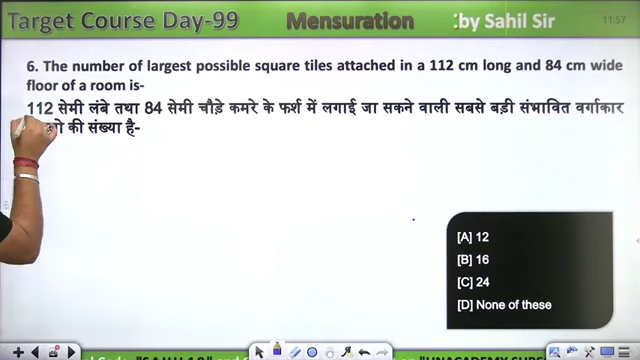 Target Course Day-99 Mensuration :by Sahil Sir 11:57
6. The number of largest possible square tiles attached in a 112 cm long and 84 cm wide
floor of a room is-
112 सेमी लंबे तथा 84 सेमी चौड़े कमरे के फर्श में लगाई जा सकने वाली सबसे बड़ी संभावित वर्गाकार
की संख्या है-
[A] 12
[B] 16
[C] 24
[D] None of these